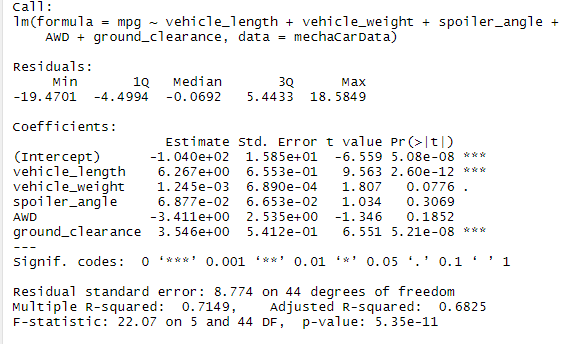 Call:
lm(formula = mpg ~ vehicle_length + vehicle_weight + spoiler_angle +
    AWD + ground_clearance, data = mechaCarData)

Residuals:
     Min       1Q   Median       3Q      Max
-19.4701  -4.4994  -0.0692   5.4433  18.5849

Coefficients:
                   Estimate Std. Error t value Pr(>|t|)
(Intercept)      -1.040e+02  1.585e+01  -6.559 5.08e-08 ***
vehicle_length    6.267e+00  6.553e-01   9.563 2.60e-12 ***
vehicle_weight    1.245e-03  6.890e-04   1.807   0.0776 .
spoiler_angle     6.877e-02  6.653e-02   1.034   0.3069
AWD              -3.411e+00  2.535e+00  -1.346   0.1852
ground_clearance  3.546e+00  5.412e-01   6.551 5.21e-08 ***
---
Signif. codes:  0 ‘***’ 0.001 ‘**’ 0.01 ‘*’ 0.05 ‘.’ 0.1 ‘ ’ 1

Residual standard error: 8.774 on 44 degrees of freedom
Multiple R-squared:  0.7149,    Adjusted R-squared:  0.6825
F-statistic: 22.07 on 5 and 44 DF,  p-value: 5.35e-11